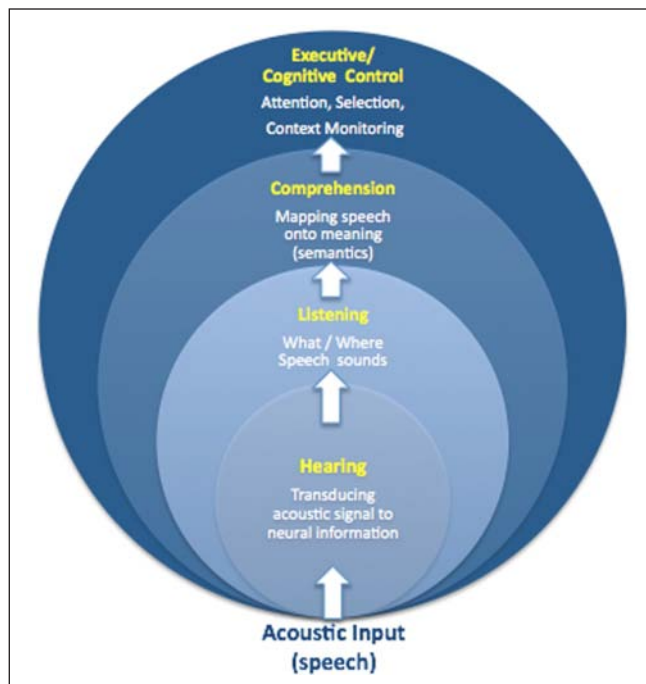 Executive/
Cognitive Control
Attention, Selection,
Context Monitoring
Comprehension
Mapping speech
onto meaning
(semantics)
Listening
What / Where
Speech sounds
Hearing
Transducing
acoustic signal to
neural information
Acoustic Input
(speech)